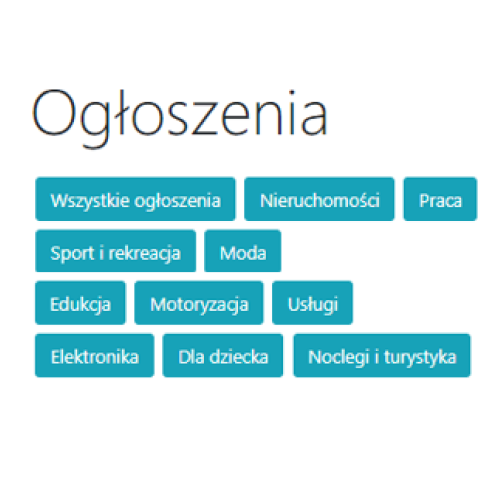 Ogłoszenia
Wszystkie ogłoszenia Nieruchomości Praca
Sport i rekreacja Moda
Edukcja Motoryzacja Usługi
Elektronika Dla dziecka Noclegi i turystyka